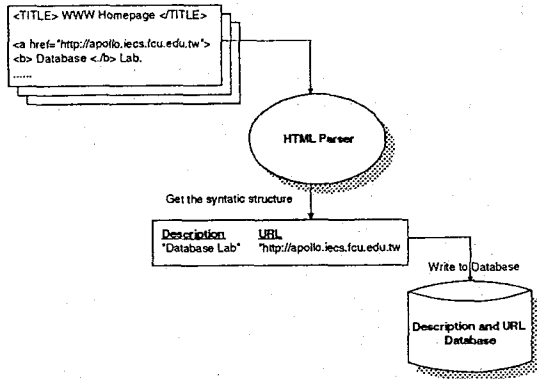 <TITLE> WWW Homepage </TITLE>
<a href="http://apollo.iecs.fcu.edu.tw">
<b> Database </b> Lab.
......
HTML Parser
Get the syntatic structure
Description URL
"Database Lab" "http://apollo.iecs.fcu.edu.tw
Write to Database
Description and URL
Database